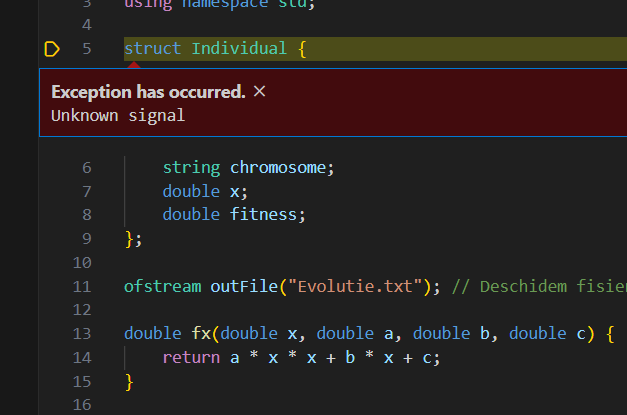 3 using namespace std;
4
5 struct Individual {
Exception has occurred. ×
Unknown signal
6 string chromosome;
7 double x;
8 double fitness;
9 };
10
11 ofstream outFile("Evolutie.txt"); // Deschidem fisier
12
13 double fx(double x, double a, double b, double c) {
14 return a * x * x + b * x + c;
15 }
16